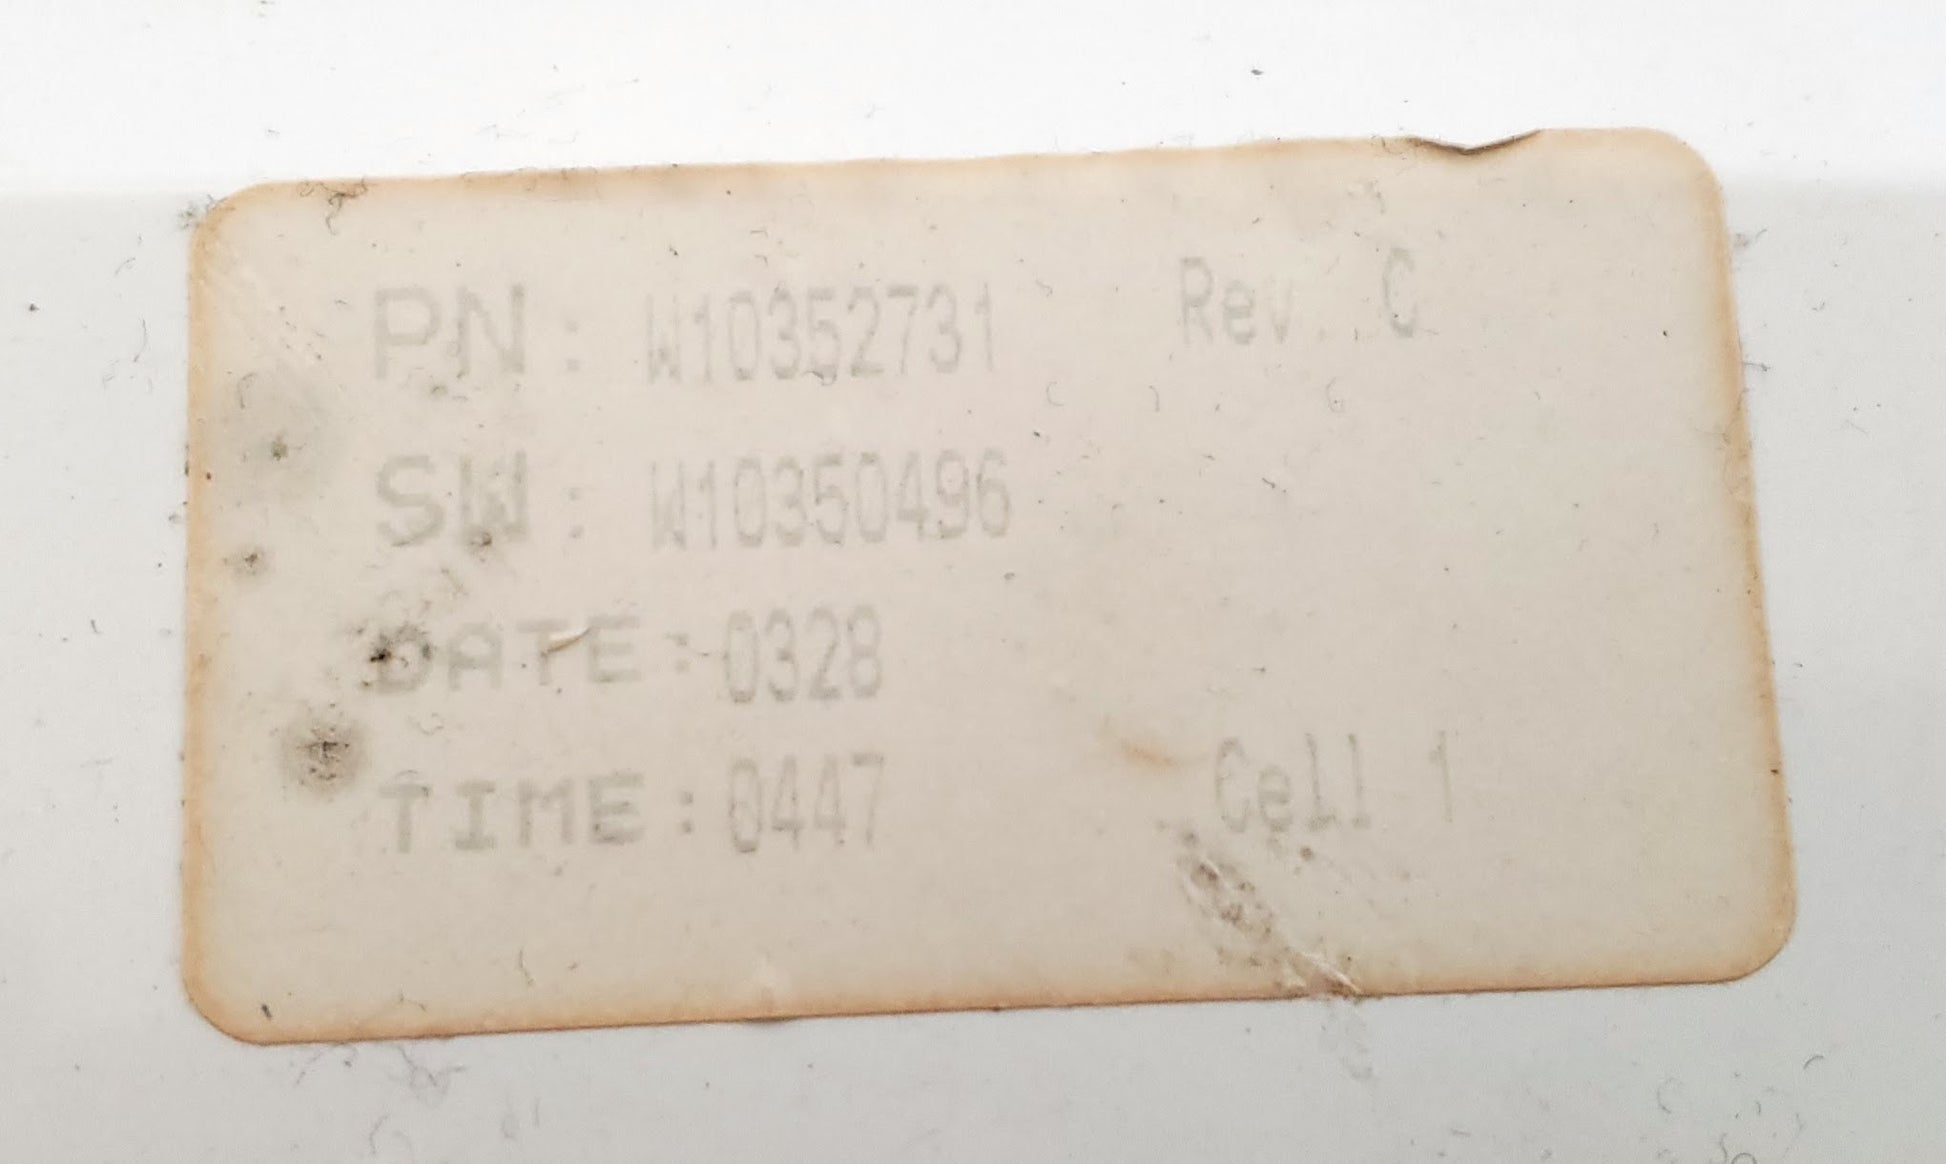 PN: W10352731 Rev. C
SW: W10350496
DATE: 0328
TIME: 0447 Cell 1